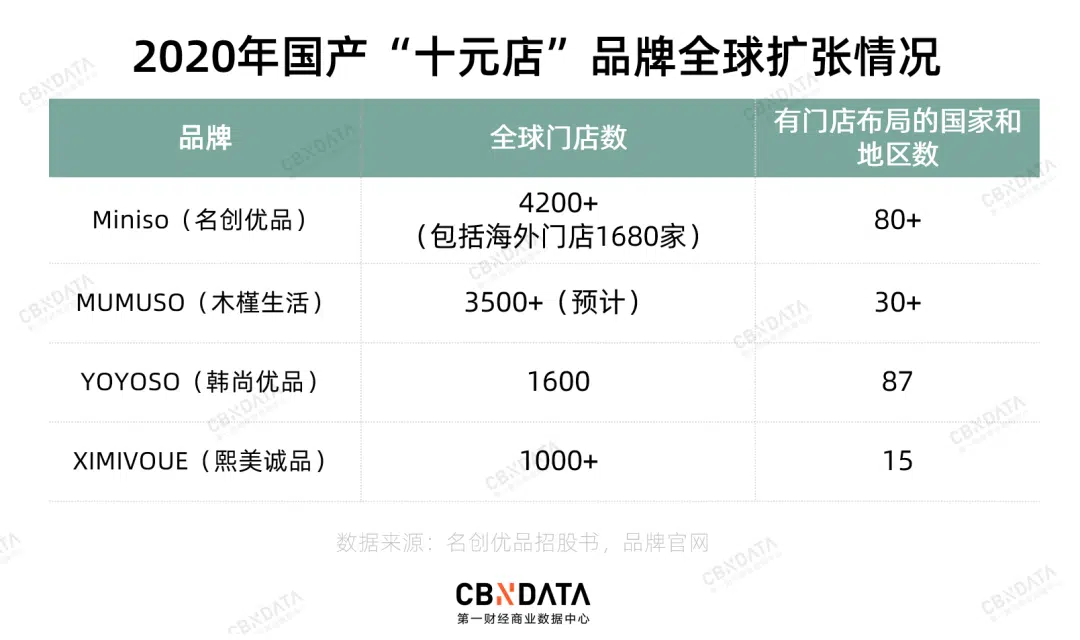 2020年国产“十元店”品牌全球扩张情况
品牌
全球门店数
有门店布局的国家和
地区数
Miniso（名创优品）
4200+
（包括海外门店1680家）
80+
MUMUSO（木槿生活）
3500+（预计）
30+
YOYOSO（韩尚优品）
1600
87
XIMIVOUE（熙美诚品）
1000+
15
数据来源：名创优品招股书，品牌官网
CBNDATA
第一财经商业数据中心